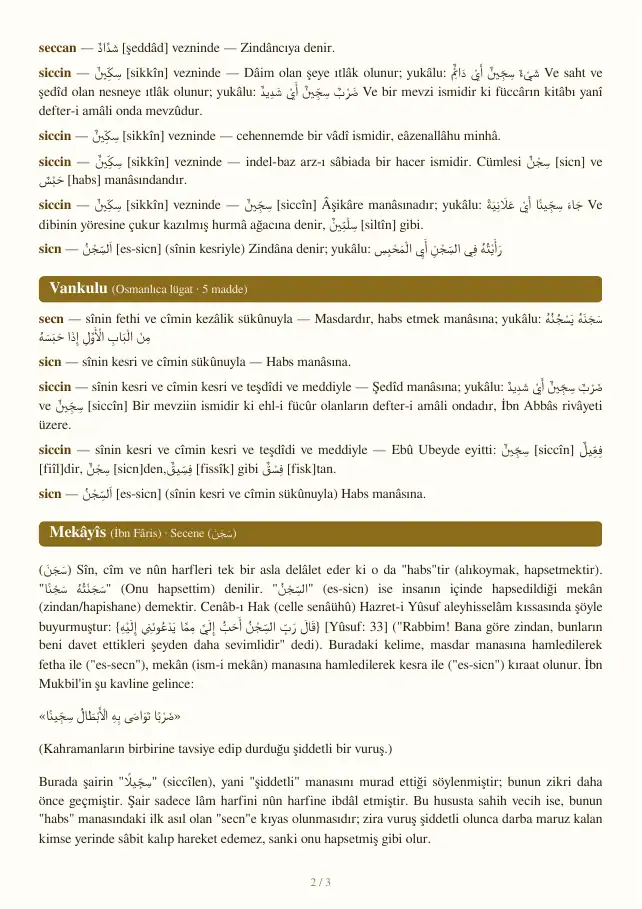 seccan — شَدَّادٌ [şeddâd] vezninde — Zindâncıya denir.
siccin — سِكِّينٌ [sikkîn] vezninde — Dâim olan şeye ıtlâk olunur; yukâlu: شَيْءٌ سِجِّينٌ أَيْ دَائِمٌ Ve saht ve
şedîd olan nesneye ıtlâk olunur; yukâlu: ضَرْبٌ سِجِّينٌ أَيْ شَدِيدٌ Ve bir mevzi ismidir ki füccârın kitâbı yanî
defter-i amâli onda mevzûdur.
siccin — سِكِّينٌ [sikkîn] vezninde — cehennemde bir vâdî ismidir, eâzenallâhu minhâ.
siccin — سِكِّينٌ [sikkîn] vezninde — indel-baz arz-ı sâbiada bir hacer ismidir. Cümlesi سِجْنٌ [sicn] ve
حَبْسٌ [habs] manâsındandır.
siccin — سِكِّينٌ [sikkîn] vezninde — سِجِّينٌ [siccîn] Âşikâre manâsınadır; yukâlu: جَاءَ سِجِّينًا أَيْ عَلَانِيَةً Ve
dibinin yöresine çukur kazılmış hurmâ ağacına denir, سِلْتِينٌ [siltîn] gibi.
sicn — اَلسِّجْنُ [es-sicn] (sînin kesriyle) Zindâna denir; yukâlu: رَأَيْتُهُ فِي السِّجْنِ أَيِ الْمَحْبِسِ
Vankulu (Osmanlıca lügat · 5 madde)
secn — sînin fethi ve cîmin kezâlik sükûnuyla — Masdardır, habs etmek manâsına; yukâlu: سَجَنَهُ يَسْجُنُهُ
مِنَ الْبَابِ الْأَوَّلِ إِذَا حَبَسَهُ
sicn — sînin kesri ve cîmin sükûnuyla — Habs manâsına.
siccin — sînin kesri ve cîmin kesri ve teşdîdi ve meddiyle — Şedîd manâsına; yukâlu: ضَرْبٌ سِجِّينٌ أَيْ شَدِيدٌ
ve سِجِّينٌ [siccîn] Bir mevziin ismidir ki ehl-i fücûr olanların defter-i amâli ondadır, İbn Abbâs rivâyeti
üzere.
siccin — sînin kesri ve cîmin kesri ve teşdîdi ve meddiyle — Ebû Ubeyde eyitti: سِجِّينٌ [siccîn] فِعِّيلٌ
[fiîl]dir, سِجْنٌ [sicn]den, فِسِّيقٌ [fissîk] gibi فِسْقٌ [fisk]tan.
sicn — اَلسِّجْنُ [es-sicn] (sînin kesri ve cîmin sükûnuyla) Habs manâsına.
Mekâyîs (İbn Fâris) · Secene (سَجَنَ)
(سَجَنَ) Sîn, cîm ve nûn harfleri tek bir asla delâlet eder ki o da "habs"tir (alıkoymak, hapsetmek).
"سَجَنْتُهُ سَجْنًا" (Onu hapsettim) denilir. "السِّجْنُ" (es-sicn) ise insanın içinde hapsedildiği mekân
(zindan/hapishane) demektir. Cenâb-ı Hak (celle senâühû) Hazret-i Yûsuf aleyhisselâm kıssasında şöyle
buyurmuştur: {قَالَ رَبِّ السِّجْنُ أَحَبُّ إِلَيَّ مِمَّا يَدْعُونَنِي إِلَيْهِ} [Yûsuf: 33] ("Rabbim! Bana göre zindan, bunların
beni davet ettikleri şeyden daha sevimlidir" dedi). Buradaki kelime, masdar manasına hamledilerek
fetha ile ("es-secn"), mekân (ism-i mekân) manasına hamledilerek kesra ile ("es-sicn") kıraat olunur. İbn
Mukbil'in şu kavline gelince:
«ضَرْبًا تَوَاصَى بِهِ الْأَبْطَالُ سِجِّينًا»
(Kahramanların birbirine tavsiye edip durduğu şiddetli bir vuruş.)
Burada şairin "سِجِّيلًا" (siccîlen), yani "şiddetli" manasını murad ettiği söylenmiştir; bunun zikri daha
önce geçmiştir. Şair sadece lâm harfini nûn harfine ibdâl etmiştir. Bu hususta sahih vecih ise, bunun
"habs" manasındaki ilk asıl olan "secn"e kıyas olunmasıdır; zira vuruş şiddetli olunca darba maruz kalan
kimse yerinde sâbit kalıp hareket edemez, sanki onu hapsetmiş gibi olur.
2 / 3